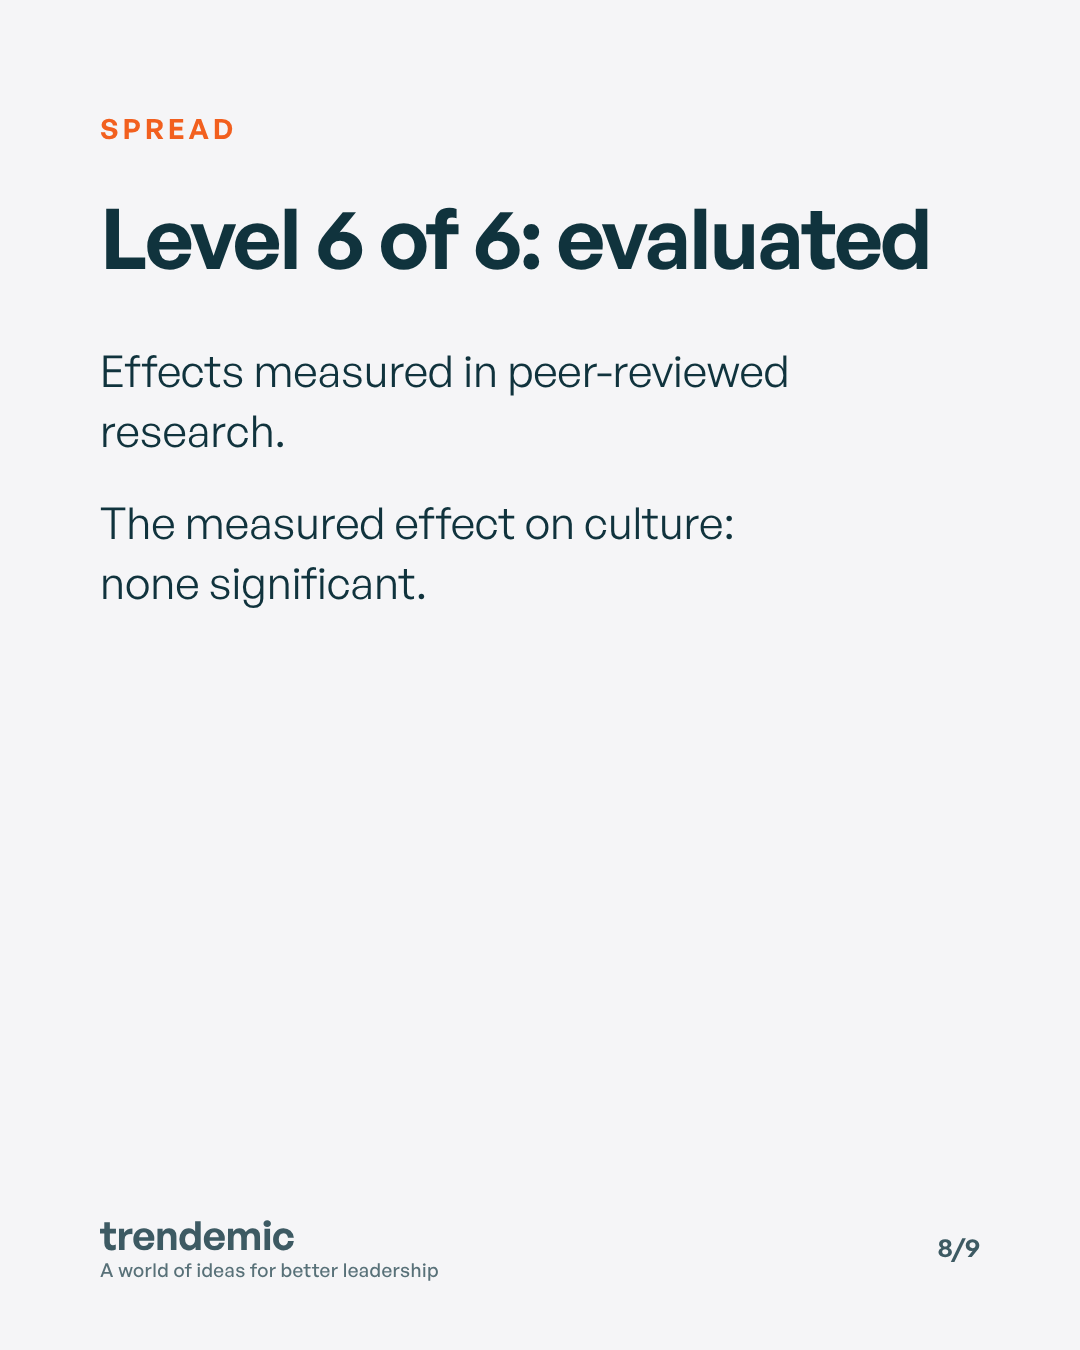 SPREAD
Level 6 of 6: evaluated
Effects measured in peer-reviewed
research.
The measured effect on culture:
none significant.
trendemic
A world of ideas for better leadership
8/9